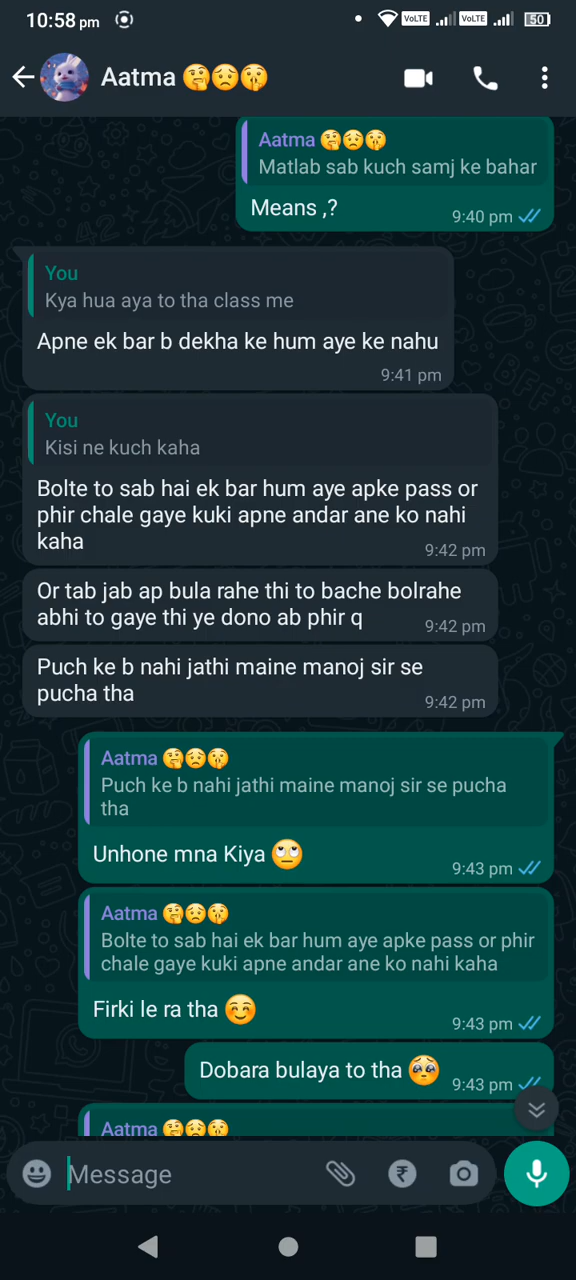 10:58 pm
VoLTE VoLTE 50
Aatma 🤔😟🤫
Aatma 🤔😟🤫
Matlab sab kuch samj ke bahar
Means ,?
9:40 pm
You
Kya hua aya to tha class me
Apne ek bar b dekha ke hum aye ke nahu
9:41 pm
You
Kisi ne kuch kaha
Bolte to sab hai ek bar hum aye apke pass or
phir chale gaye kuki apne andar ane ko nahi
kaha
9:42 pm
Or tab jab ap bula rahe thi to bache bolrahe
abhi to gaye thi ye dono ab phir q
9:42 pm
Puch ke b nahi jathi maine manoj sir se
pucha tha
9:42 pm
Aatma 🤔😟🤫
Puch ke b nahi jathi maine manoj sir se pucha
tha
Unhone mna Kiya 🙄
9:43 pm
Aatma 🤔😟🤫
Bolte to sab hai ek bar hum aye apke pass or phir
chale gaye kuki apne andar ane ko nahi kaha
Firki le ra tha ☺️
9:43 pm
Dobara bulaya to tha 🥺
9:43 pm
Aatma 🤔😟🤫
Message